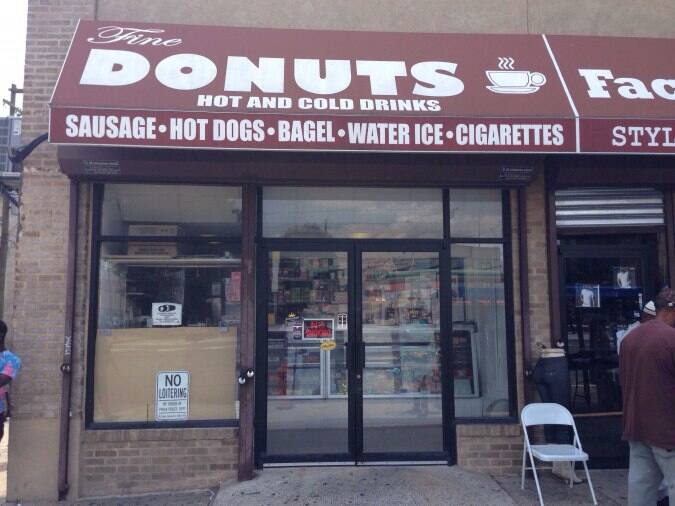 Fine
DONUTS
HOT AND COLD DRINKS
SAUSAGE • HOT DOGS • BAGEL • WATER ICE • CIGARETTES
Fac
STYL
NO
LOITERING